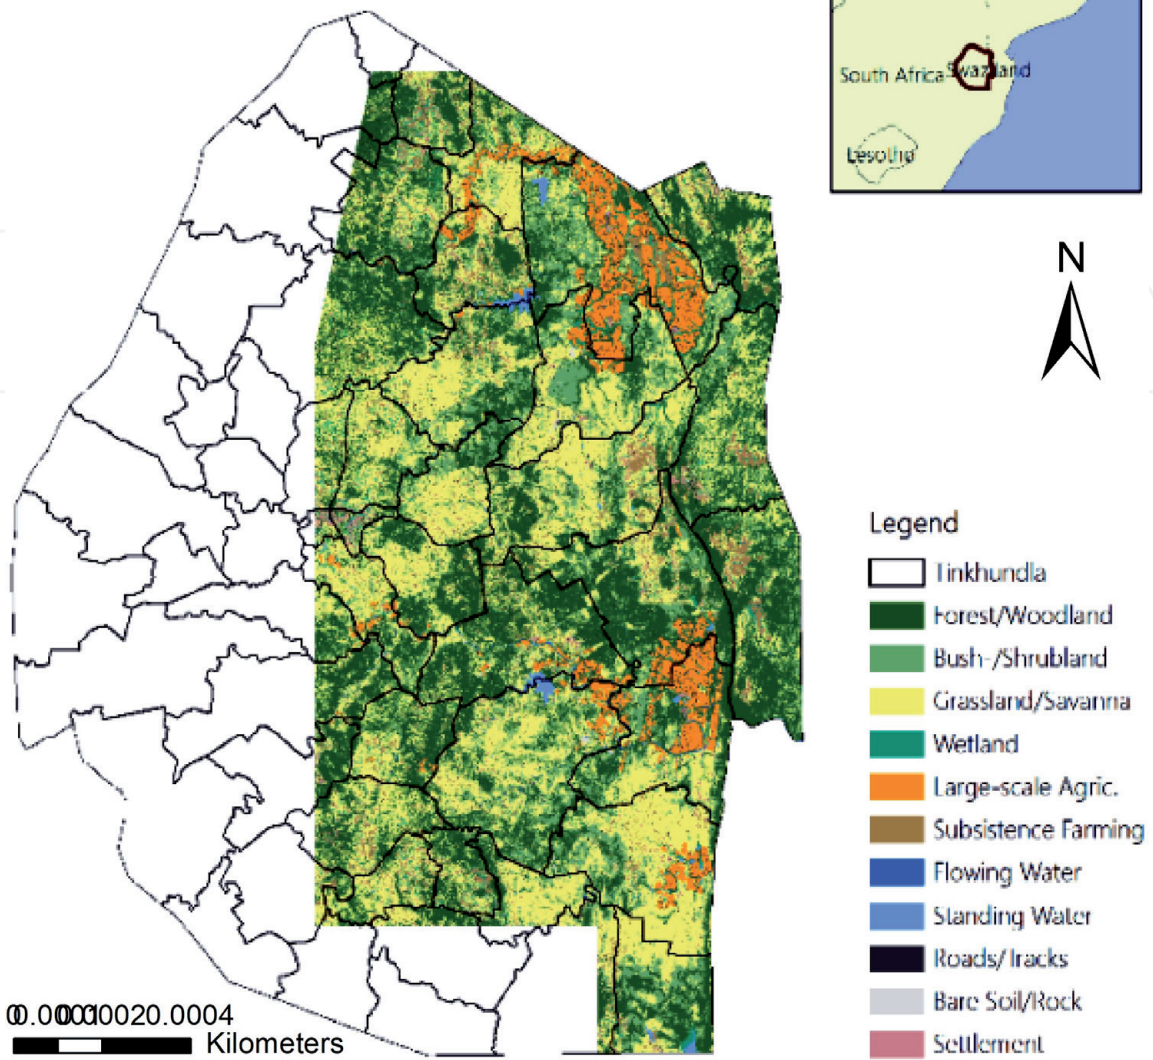 South Africa Swaziland
Lesotho
N
Legend
Tinkhundla
Forest/Woodland
Bush-/Shrubland
Grassland/Savanna
Wetland
Large-scale Agric.
Subsistence Farming
Flowing Water
Standing Water
Roads/Tracks
Bare Soil/Rock
Settlement
Kilometers